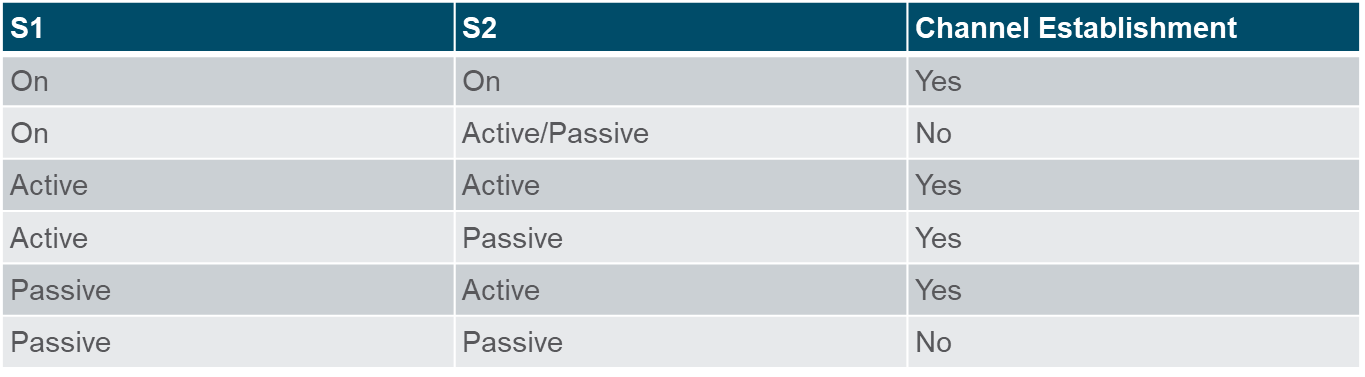 S1 S2 Channel Establishment
On On Yes
On Active/Passive No
Active Active Yes
Active Passive Yes
Passive Active Yes
Passive Passive No